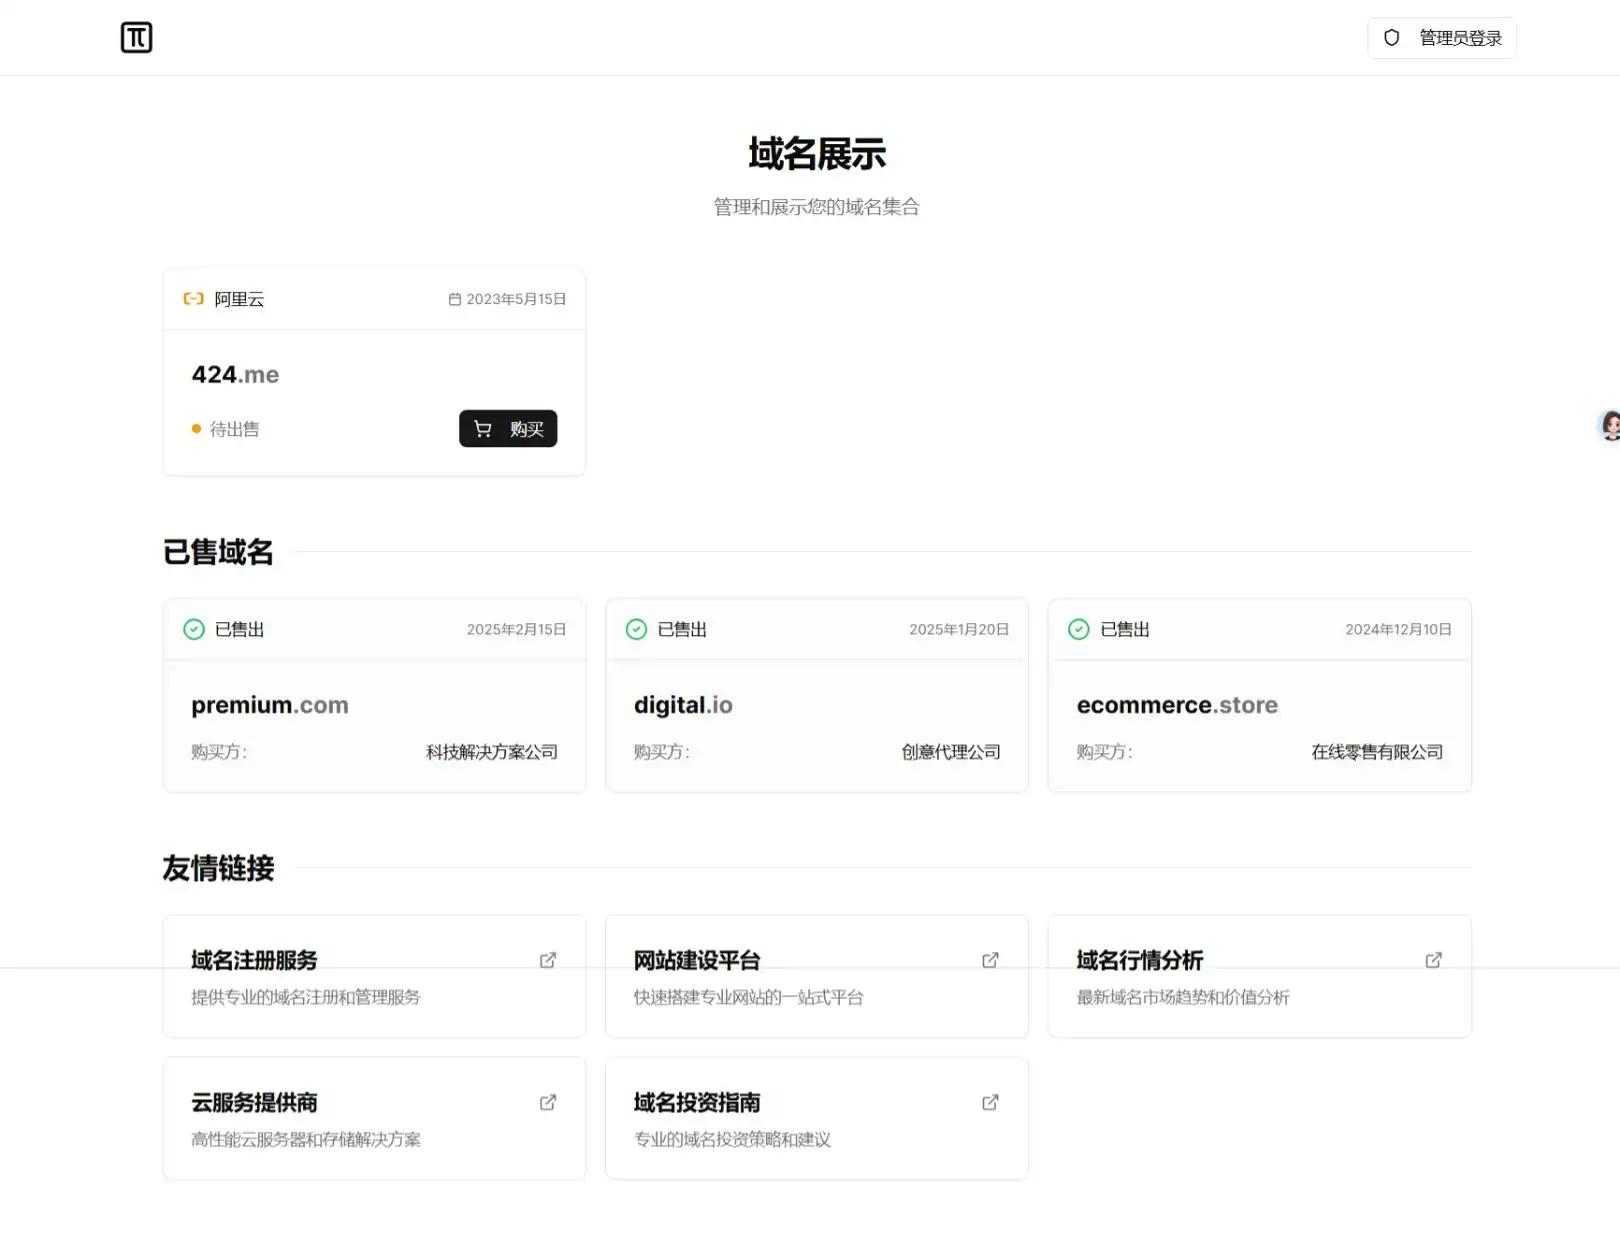 管理员登录
域名展示
管理和展示您的域名集合
阿里云 2023年5月15日
424.me
待出售 购买
已售域名
已售出 2025年2月15日
premium.com
购买方: 科技解决方案公司
已售出 2025年1月20日
digital.io
购买方: 创意代理公司
已售出 2024年12月10日
ecommerce.store
购买方: 在线零售有限公司
友情链接
域名注册服务
提供专业的域名注册和管理服务
网站建设平台
快速搭建专业网站的一站式平台
域名行情分析
最新域名市场趋势和价值分析
云服务提供商
高性能云服务器和存储解决方案
域名投资指南
专业的域名投资策略和建议